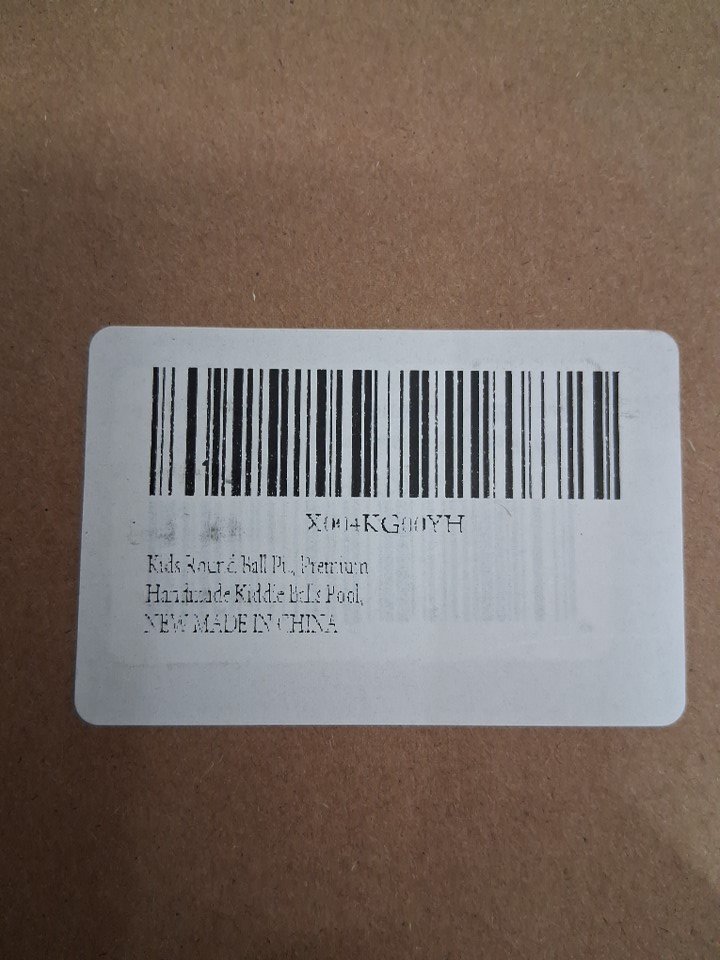 X004KG00YH
Kids Round Ball Pit, Premium
Handmade Kiddie Balls Pool,
NEW MADE IN CHINA